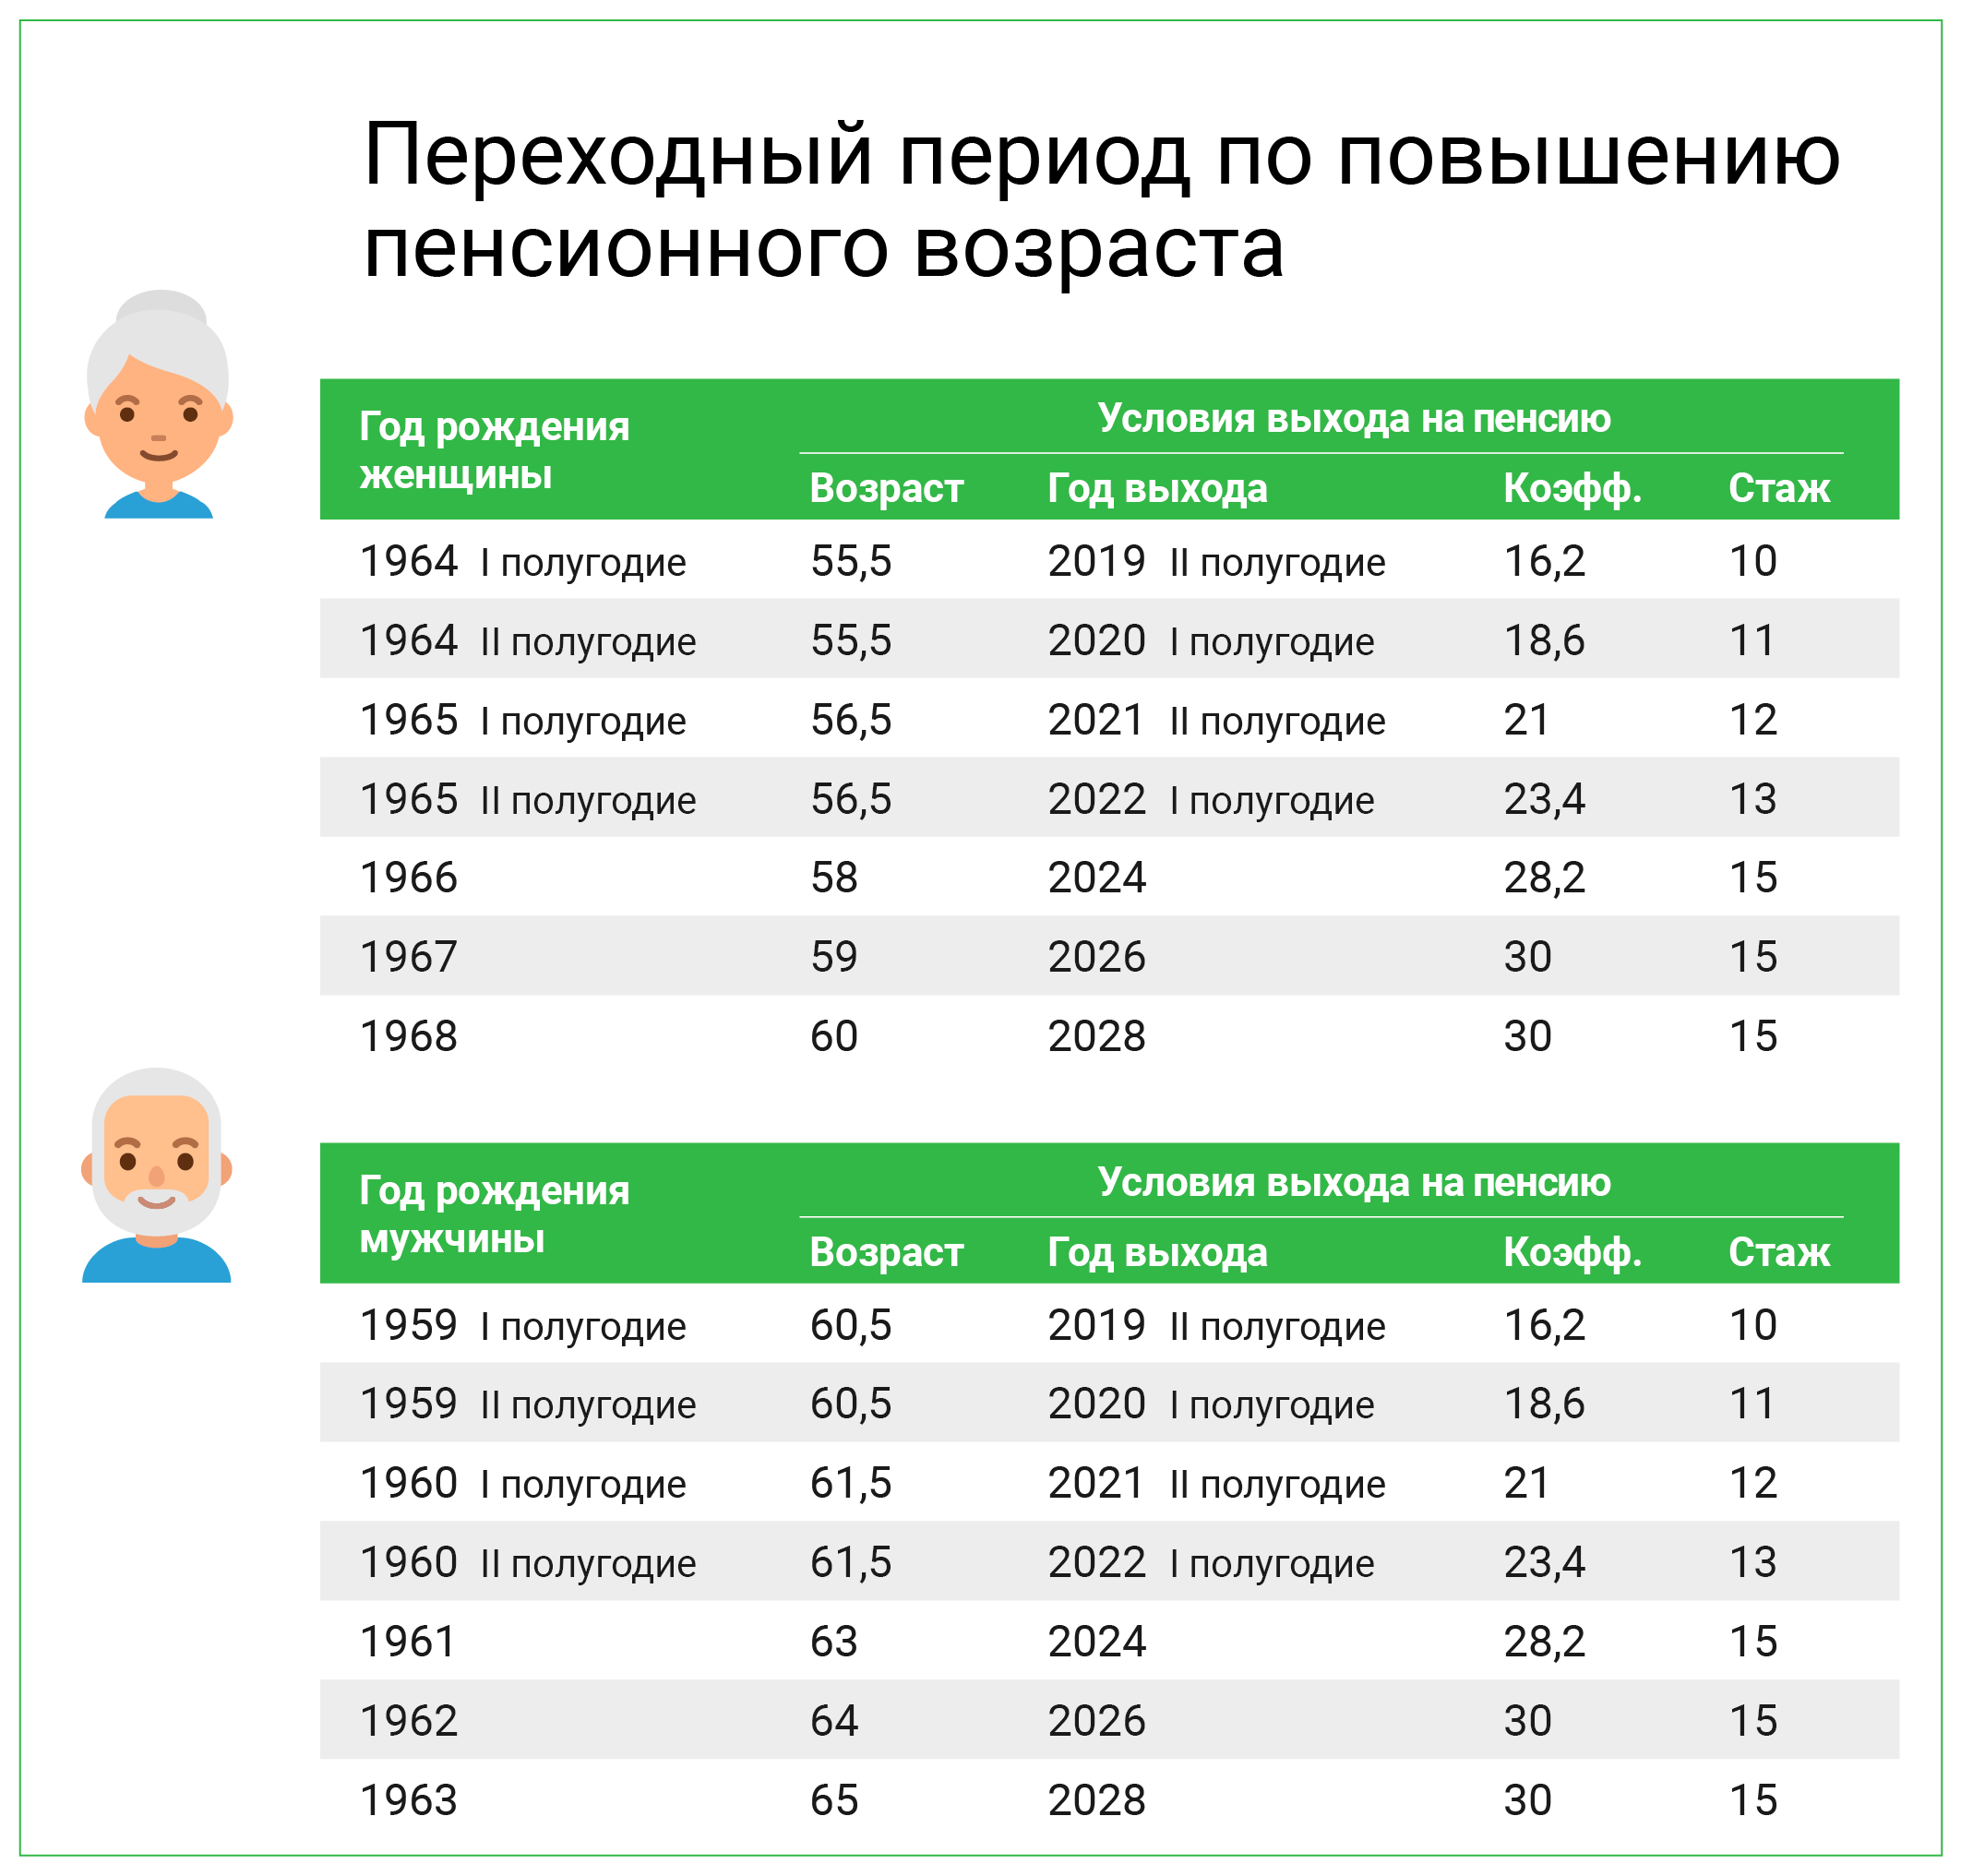 Переходный период по повышению
пенсионного возраста
Год рождения
женщины
Условия выхода на пенсию
Возраст Год выхода Коэфф. Стаж
1964 I полугодие 55,5 2019 II полугодие 16,2 10
1964 II полугодие 55,5 2020 I полугодие 18,6 11
1965 I полугодие 56,5 2021 II полугодие 21 12
1965 II полугодие 56,5 2022 I полугодие 23,4 13
1966 58 2024 28,2 15
1967 59 2026 30 15
1968 60 2028 30 15
Год рождения
мужчины
Условия выхода на пенсию
Возраст Год выхода Коэфф. Стаж
1959 I полугодие 60,5 2019 II полугодие 16,2 10
1959 II полугодие 60,5 2020 I полугодие 18,6 11
1960 I полугодие 61,5 2021 II полугодие 21 12
1960 II полугодие 61,5 2022 I полугодие 23,4 13
1961 63 2024 28,2 15
1962 64 2026 30 15
1963 65 2028 30 15